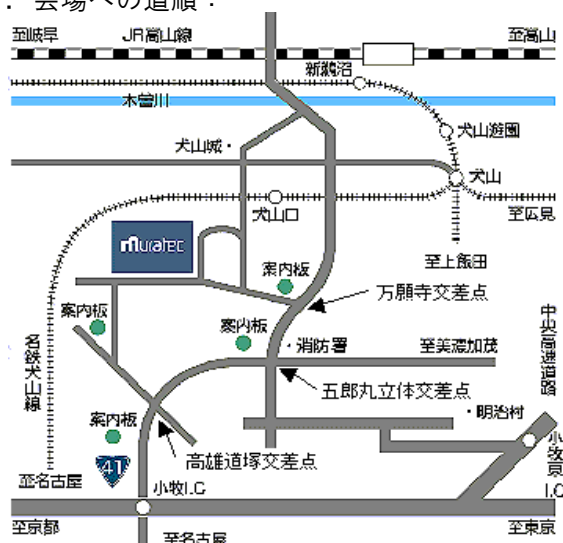 会場への道順：
至岐阜
JR高山線
至高山
新鵜沼
木曽川
犬山遊園
犬山城・
犬山
犬山口
至広見
muratec
至上飯田
案内板
万願寺交差点
案内板
案内板
・消防署
至美濃加茂
中央高速道路
名鉄犬山線
五郎丸立体交差点
・明治村
案内板
高雄道塚交差点
小牧東I.C
41
至名古屋
小牧I.C
至京都
至東京
至名古屋